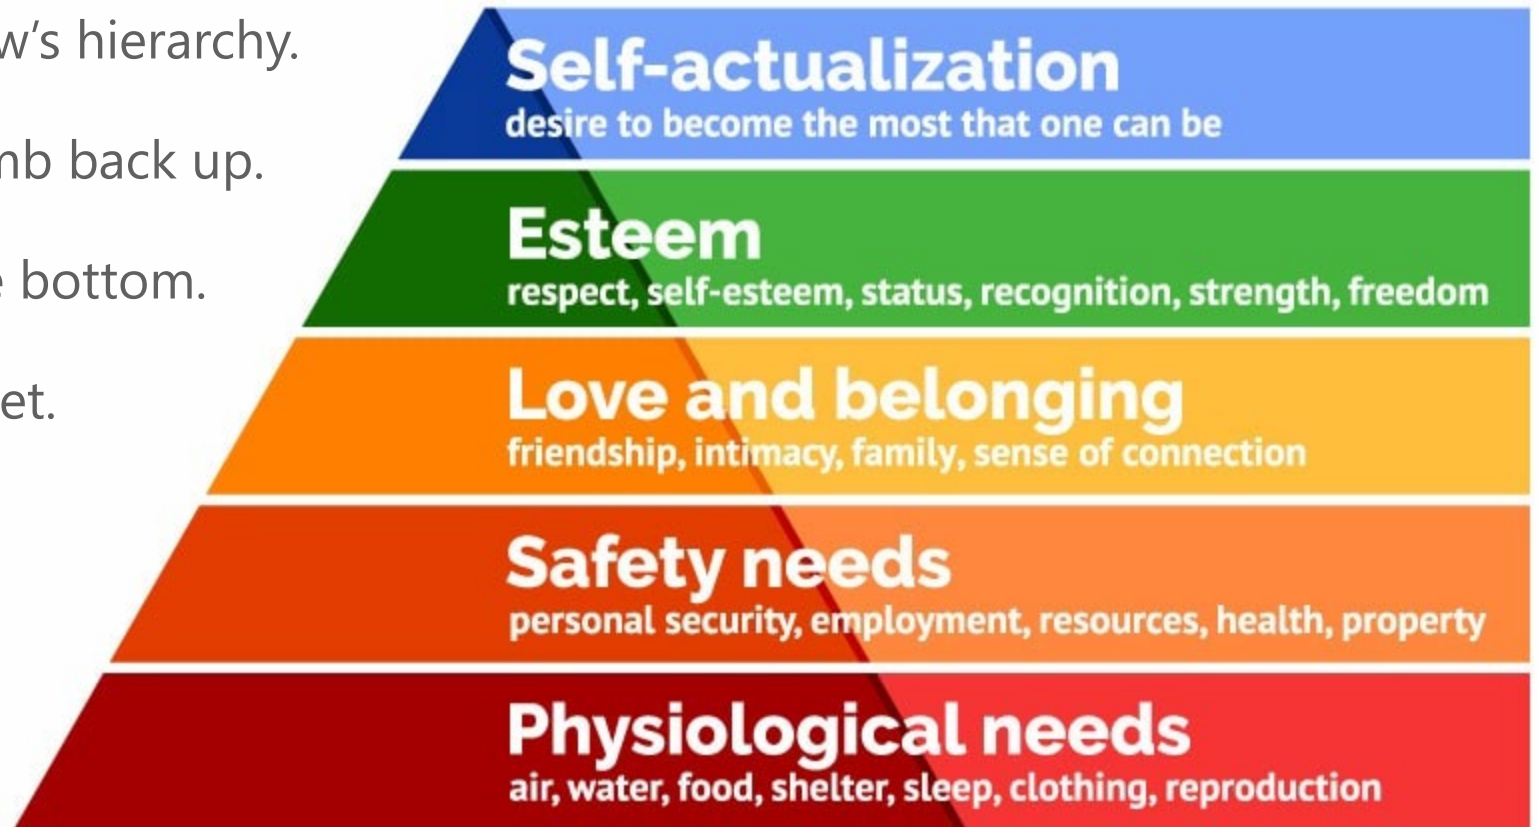 w's hierarchy.
mb back up.
e bottom.
et.
Self-actualization
desire to become the most that one can be
Esteem
respect, self-esteem, status, recognition, strength, freedom
Love and belonging
friendship, intimacy, family, sense of connection
Safety needs
personal security, employment, resources, health, property
Physiological needs
air, water, food, shelter, sleep, clothing, reproduction